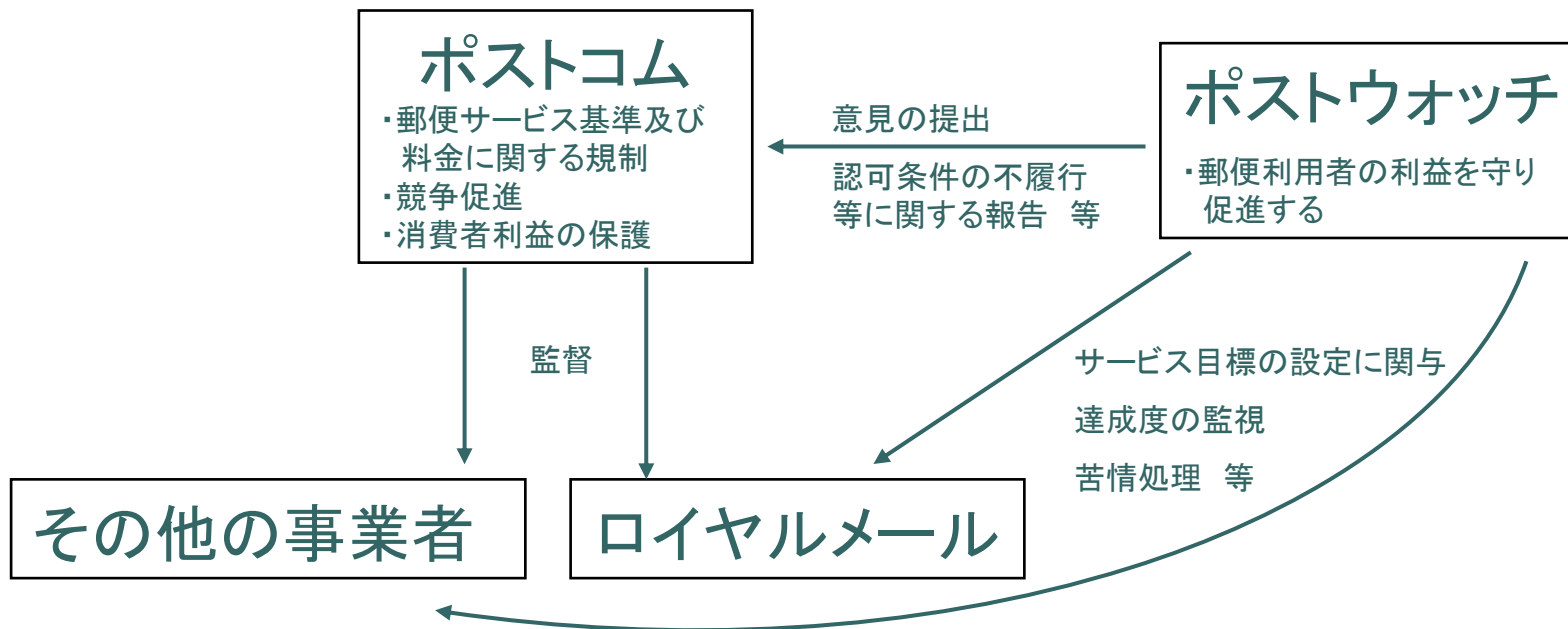 ポストコム
・郵便サービス基準及び
料金に関する規制
・競争促進
・消費者利益の保護
意見の提出
認可条件の不履行
等に関する報告　等
ポストウォッチ
・郵便利用者の利益を守り
促進する
監督
サービス目標の設定に関与
達成度の監視
苦情処理　等
その他の事業者
ロイヤルメール